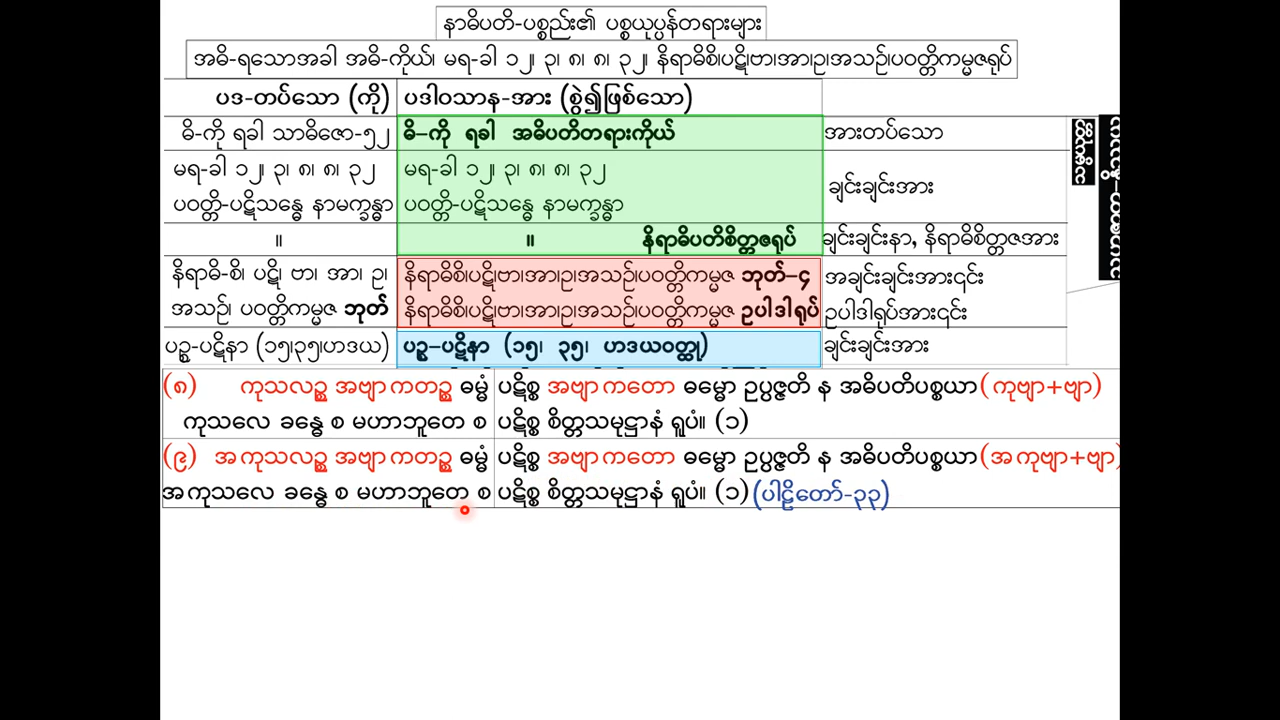 နာဓိပတိ-ပစ္စည်း၏ ပစ္စယုပ္ပန်တရားများ
အဓိ-ရသောအခါ အဓိ-ကိုယ်၊ မရ-ခါ ၁၂၊ ၃၊ ၈၊ ၈၊ ၃၂၊ နိရာဓိစိ၊ပဋိ၊ဗာ၊အာ၊ဥ၊အသဉ်၊ပဝတ္တိကမ္မဇရုပ်
ပဒ-တပ်သော (ကို) ပဒါဝသာန-အား (စွဲ၍ဖြစ်သော)
ဓိ-ကို ရခါ သာဓိဇော-၅၂ ဓိ-ကို ရခါ အဓိပတိတရားကိုယ် အားတပ်သော
မရ-ခါ ၁၂၊ ၃၊ ၈၊ ၈၊ ၃၂ မရ-ခါ ၁၂၊ ၃၊ ၈၊ ၈၊ ၃၂
ချင်းချင်းအား
ပဝတ္တိ-ပဋိသန္ဓေ နာမက္ခန္ဓာ ပဝတ္တိ-ပဋိသန္ဓေ နာမက္ခန္ဓာ
။ ။ နိရာဓိပတိစိတ္တဇရုပ် ချင်းချင်းနာ, နိရာဓိစိတ္တဇအား
နိရာဓိ-စိ၊ ပဋိ၊ ဗာ၊ အာ၊ ဥ၊ နိရာဓိစိ၊ပဋိ၊ဗာ၊အာ၊ဥ၊အသဉ်၊ပဝတ္တိကမ္မဇ ဘုတ်-၄ အချင်းချင်းအား၎င်း
အသဉ်၊ ပဝတ္တိကမ္မဇ ဘုတ် နိရာဓိစိ၊ပဋိ၊ဗာ၊အာ၊ဥ၊အသဉ်၊ပဝတ္တိကမ္မဇ ဥပါဒါရုပ် ဥပါဒါရုပ်အား၎င်း
ပဉ္စ-ပဋိနာ (၁၅၊၃၅၊ဟဒယ) ပဉ္စ-ပဋိနာ (၁၅၊ ၃၅၊ ဟဒယဝတ္ထု) ချင်းချင်းအား
(၈) ကုသလဉ္စ အဗျာကတဉ္စ ဓမ္မံ ပဋိစ္စ အဗျာကတော ဓမ္မော ဥပ္ပဇ္ဇတိ န အဓိပတိပစ္စယာ(ကုဗျာ+ဗျာ)
ကုသလေ ခန္ဓေ စ မဟာဘူတေ စ ပဋိစ္စ စိတ္တသမုဋ္ဌာနံ ရူပံ။ (၁)
(၉) အကုသလဉ္စ အဗျာကတဉ္စ ဓမ္မံ ပဋိစ္စ အဗျာကတော ဓမ္မော ဥပ္ပဇ္ဇတိ န အဓိပတိပစ္စယာ(အကုဗျာ+ဗျာ)
အကုသလေ ခန္ဓေ စ မဟာဘူတေ စ ပဋိစ္စ စိတ္တသမုဋ္ဌာနံ ရူပံ။ (၁) (ပါဠိတော်-၃၃)